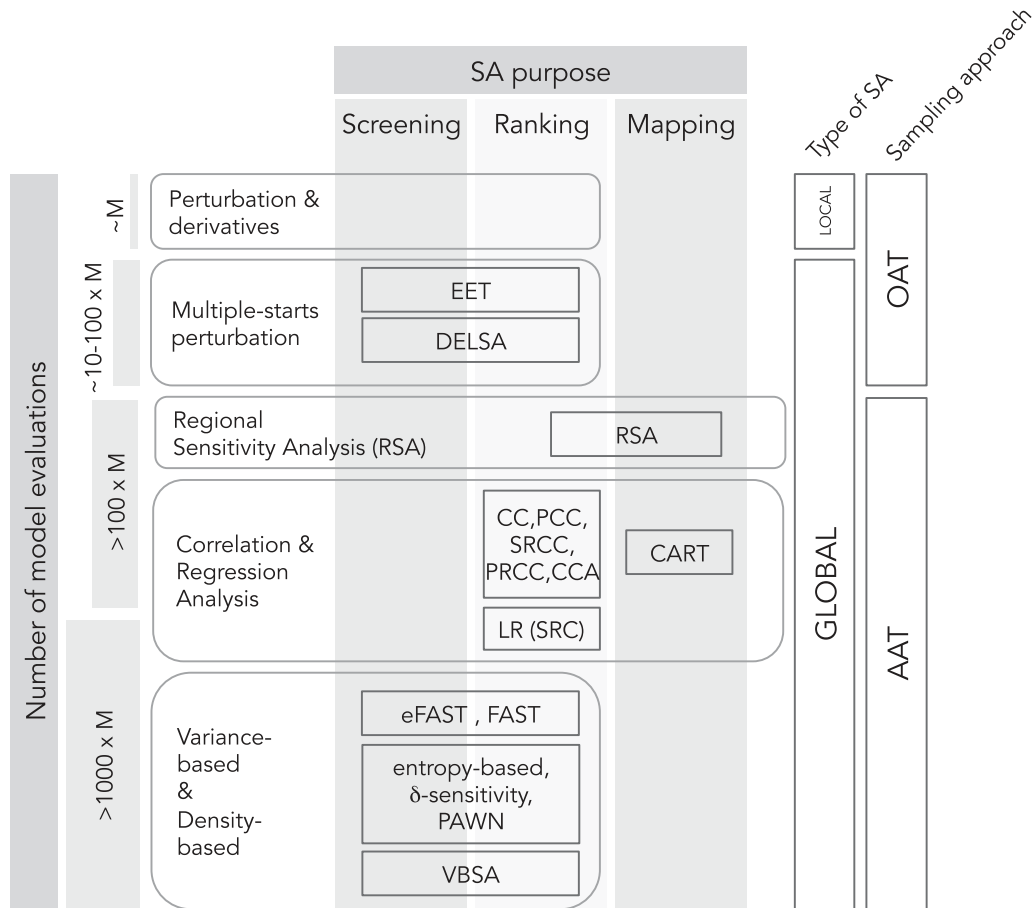 SA purpose
Type of SA
Sampling approach
Screening
Ranking
Mapping
Number of model evaluations
~M
Perturbation &
derivatives
LOCAL
OAT
~10-100 x M
Multiple-starts
perturbation
EET
DELSA
GLOBAL
AAT
>100 x M
Regional
Sensitivity Analysis (RSA)
RSA
Correlation &
Regression
Analysis
CC,PCC,
SRCC,
PRCC,CCA
CART
LR (SRC)
>1000 x M
Variance-
based
&
Density-
based
eFAST , FAST
entropy-based,
δ-sensitivity,
PAWN
VBSA